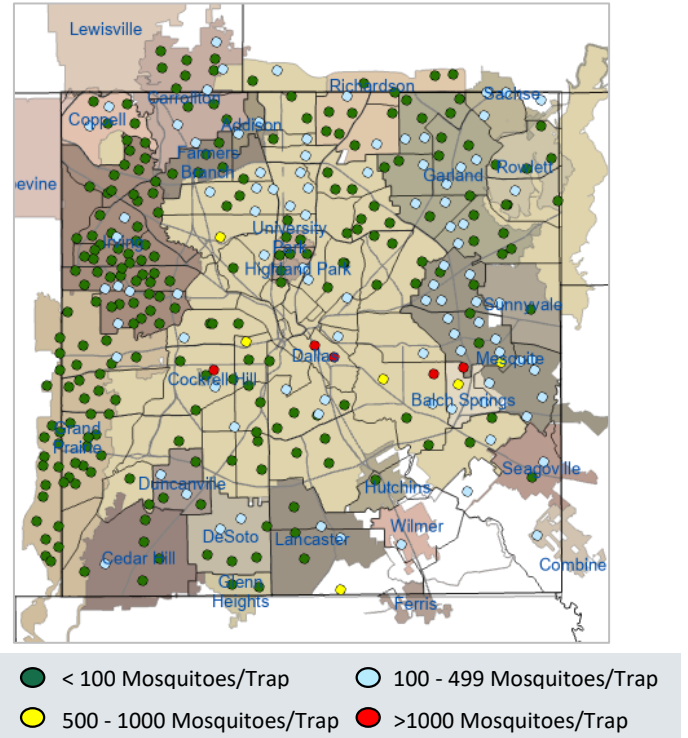 Lewisville
Richardson
Carrollton
Sachse
Coppell
Addison
Farmers
Branch
Rowlett
Garland
evine
University
Park
Irving
Highland Park
Sunnyvale
Dallas
Mesquite
Cockrell Hill
Balch Springs
Grand
Prairie
Seagoville
Duncanville
Hutchins
Wilmer
DeSoto
Lancaster
Cedar Hill
Combine
Glenn
Heights
Ferris
< 100 Mosquitoes/Trap
100 - 499 Mosquitoes/Trap
500 - 1000 Mosquitoes/Trap
>1000 Mosquitoes/Trap